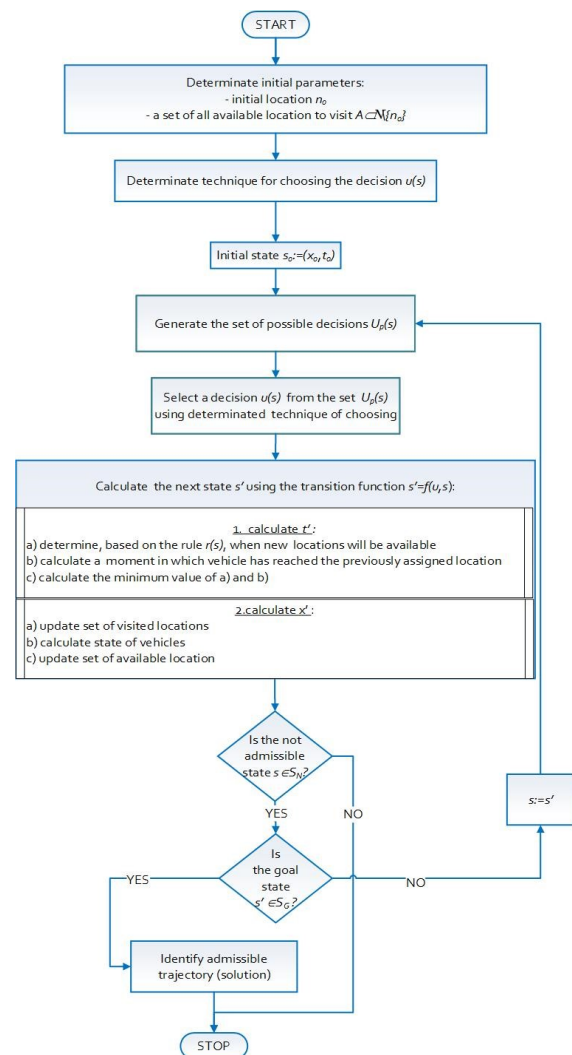 START
Determinate initial parameters:
- initial location n₀
- a set of all available location to visit A⊂N\{n₀}
Determinate technique for choosing the decision u(s)
Initial state s₀:=(x₀,t₀)
Generate the set of possible decisions Uₚ(s)
Select a decision u(s) from the set Uₚ(s)
using determinated technique of choosing
Calculate the next state s' using the transition function s'=f(u,s):
1. calculate t' :
a) determine, based on the rule r(s), when new locations will be available
b) calculate a moment in which vehicle has reached the previously assigned location
c) calculate the minimum value of a) and b)
2.calculate x' :
a) update set of visited locations
b) calculate state of vehicles
c) update set of available location
Is the not
admissible
state s ∈S_N?
s:=s'
YES
NO
Is
the goal
state
s' ∈S_G?
YES
NO
Identify admissible
trajectory (solution)
STOP